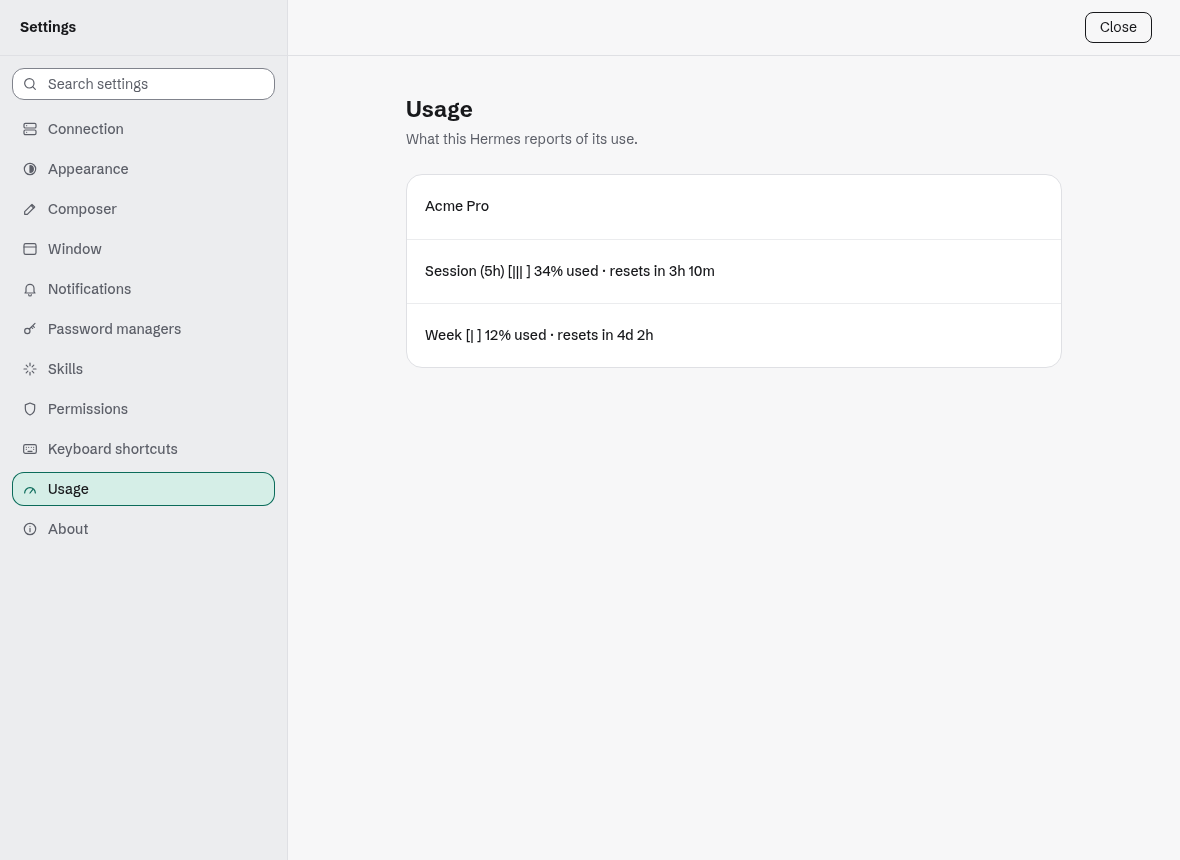 Settings
Close
Search settings
Connection
Appearance
Composer
Window
Notifications
Password managers
Skills
Permissions
Keyboard shortcuts
Usage
About
Usage
What this Hermes reports of its use.
Acme Pro
Session (5h) [||| ] 34% used · resets in 3h 10m
Week [| ] 12% used · resets in 4d 2h